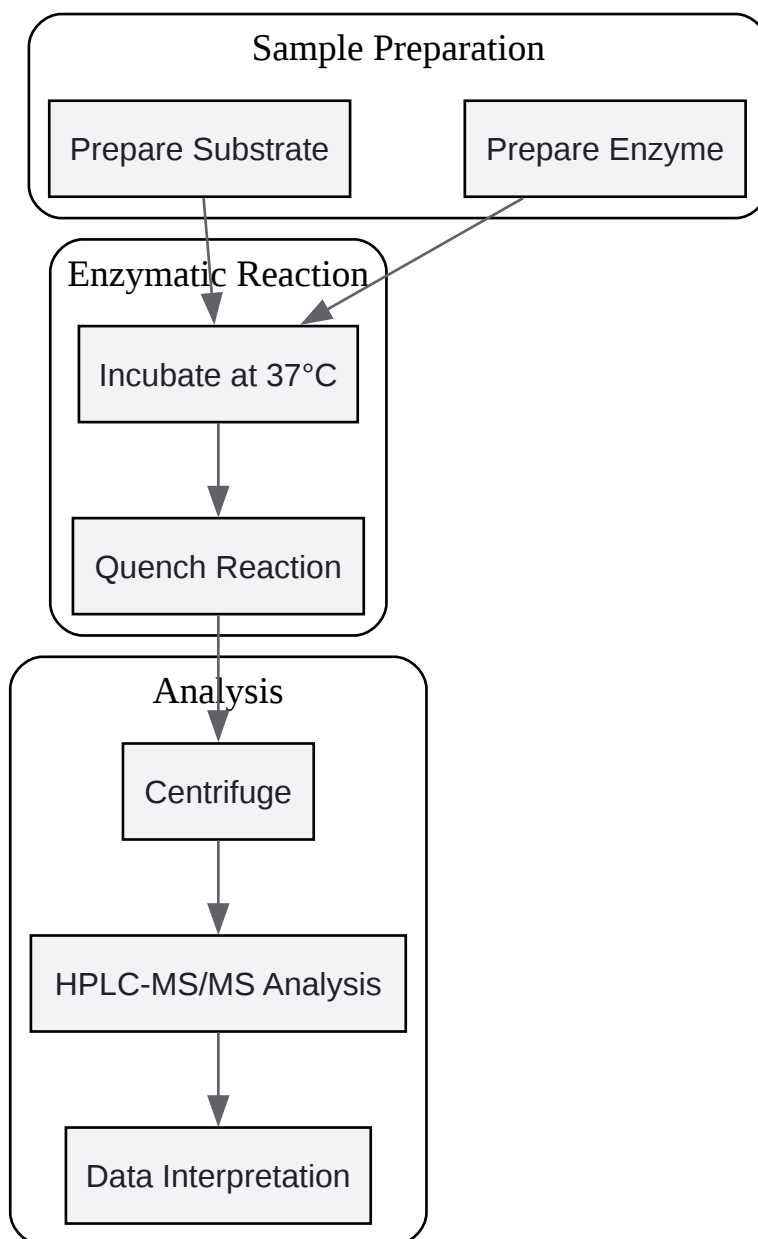 Sample Preparation
Prepare Substrate
Prepare Enzyme
Enzymatic Reaction
Incubate at 37°C
Quench Reaction
Analysis
Centrifuge
HPLC-MS/MS Analysis
Data Interpretation